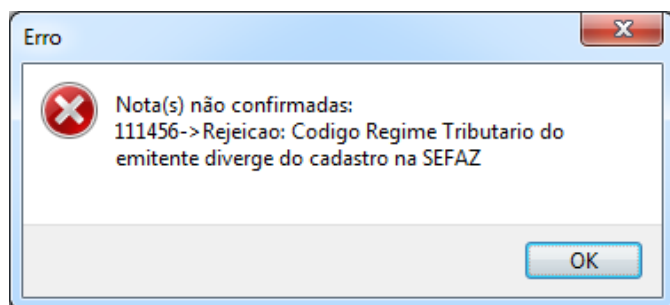 Erro
Nota(s) não confirmadas:
111456->Rejeicao: Codigo Regime Tributario do
emitente diverge do cadastro na SEFAZ
OK